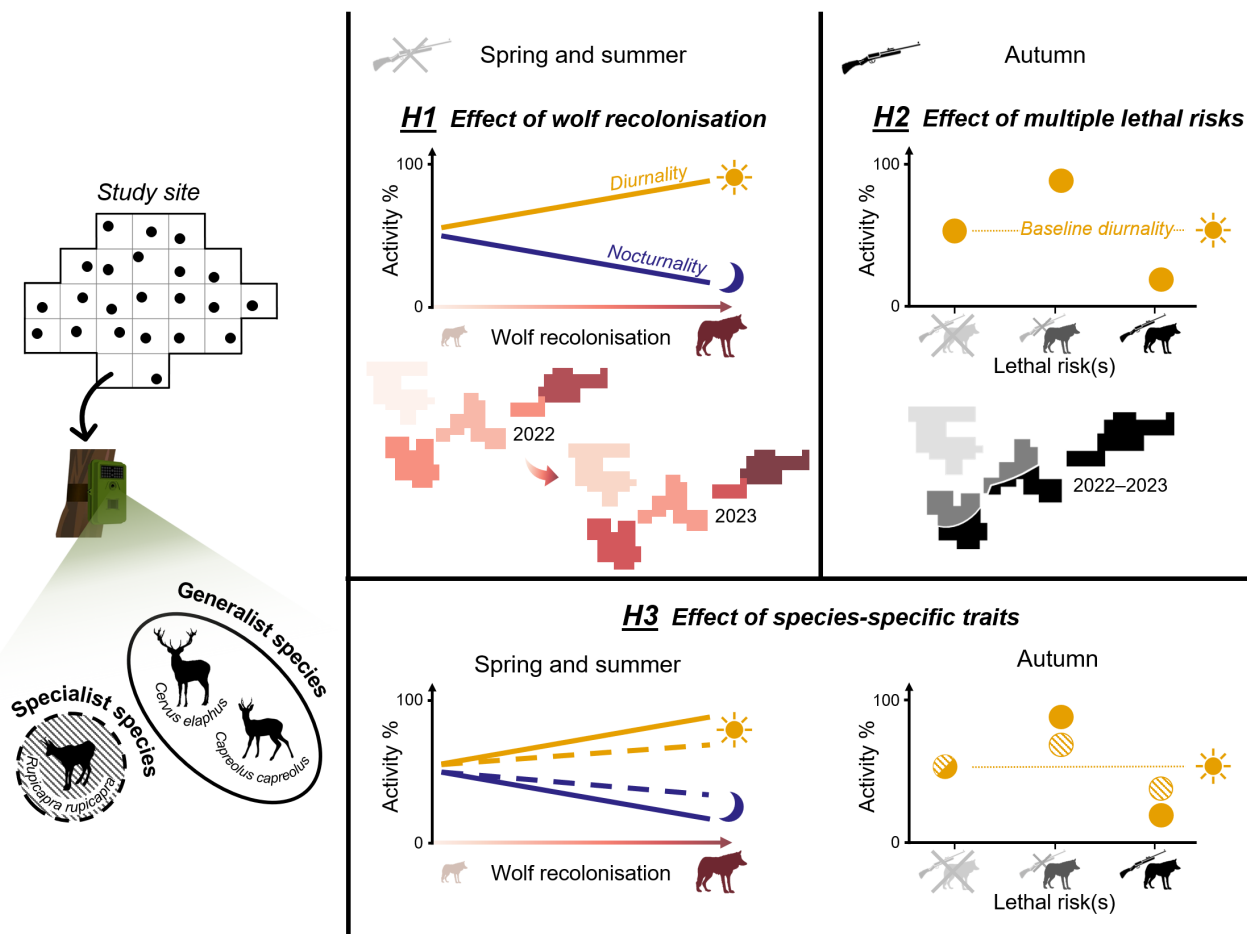 Study site
Generalist species
Cervus elaphus
Capreolus capreolus
Specialist species
Rupicapra rupicapra
Spring and summer
H1 Effect of wolf recolonisation
100
Activity %
0
Diurnality
Nocturnality
Wolf recolonisation
2022
2023
Autumn
H2 Effect of multiple lethal risks
100
Activity %
0
Baseline diurnality
Lethal risk(s)
2022–2023
H3 Effect of species-specific traits
Spring and summer
100
Activity %
0
Wolf recolonisation
Autumn
100
Activity %
0
Lethal risk(s)